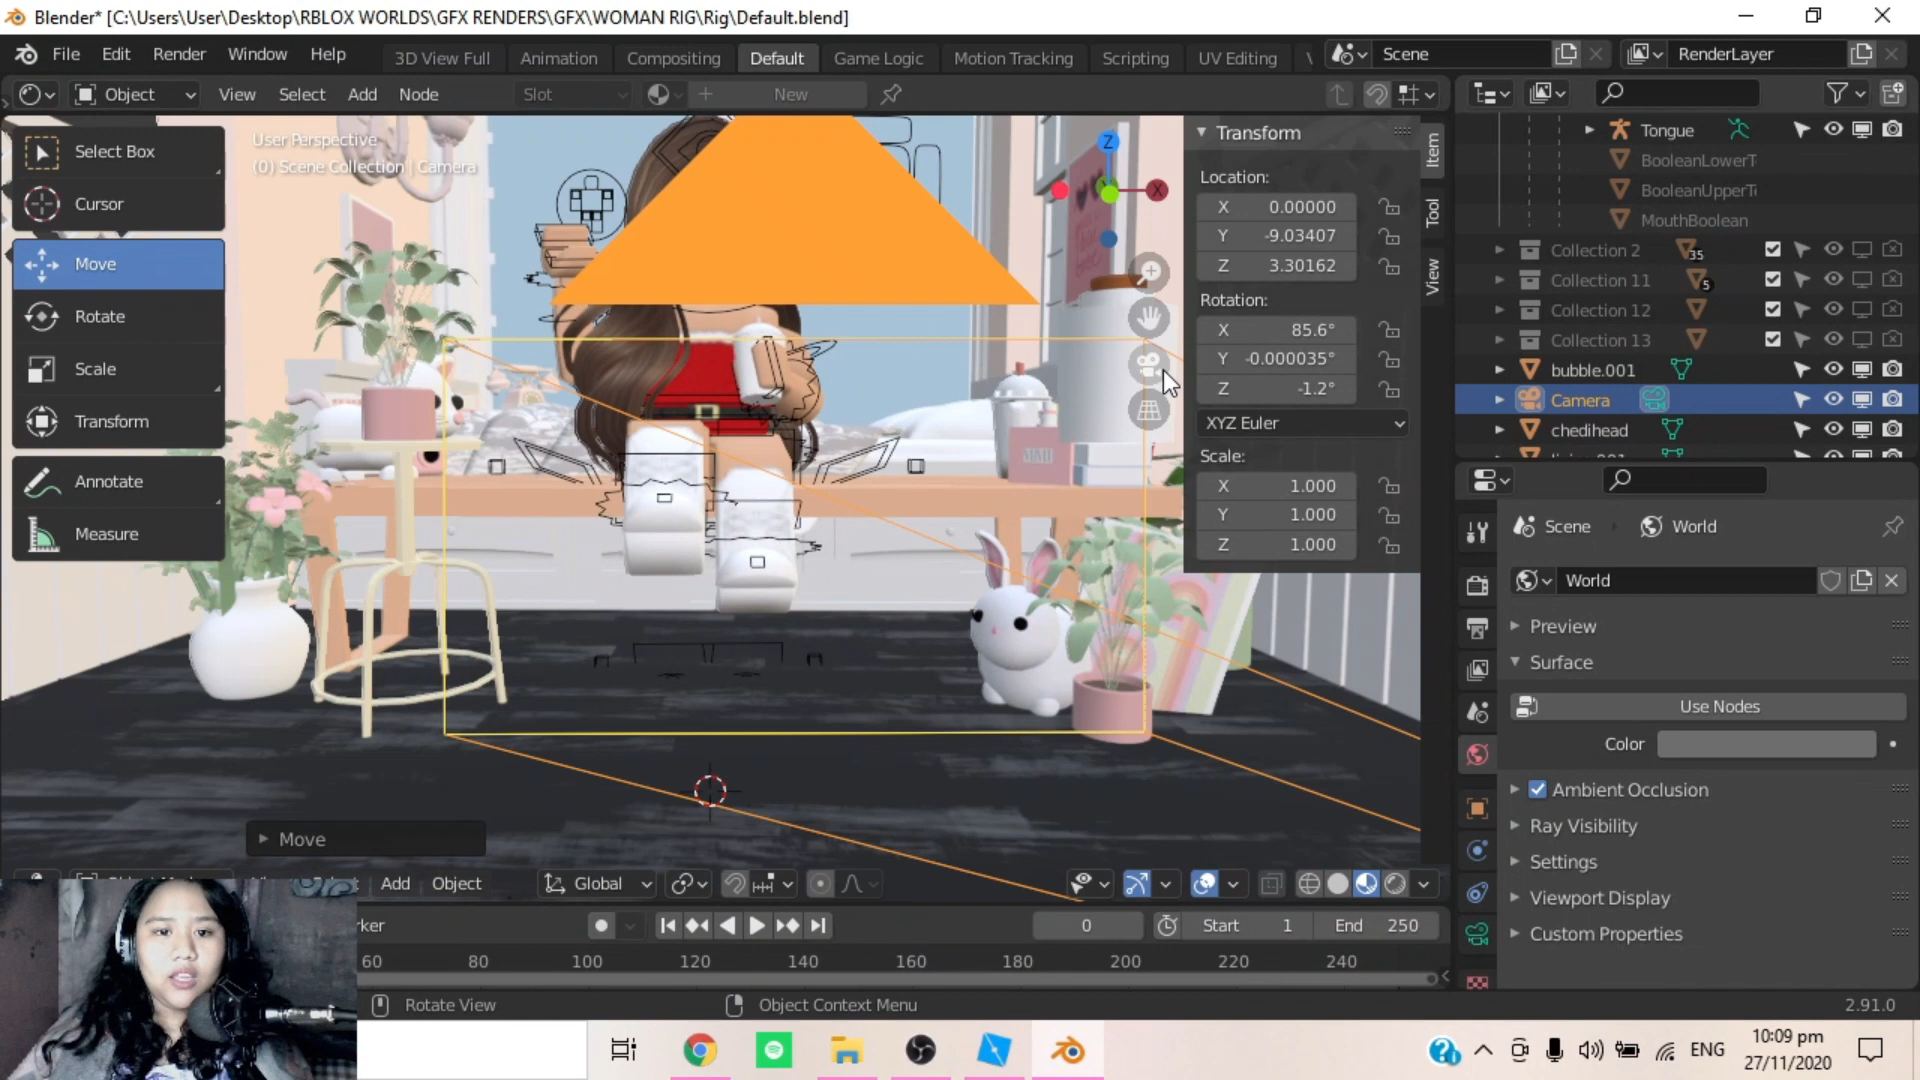 Blender* [C:\Users\User\Desktop\RBLOX WORLDS\GFX RENDERS\GFX\WOMAN RIG\Rig\Default.blend]
File Edit Render Window Help 3D View Full Animation Compositing Default Game Logic Motion Tracking Scripting UV Editing Scene RenderLayer
Object View Select Add Node Slot New
User Perspective
(0) Scene Collection | Camera
Select Box
Cursor
Move
Rotate
Scale
Transform
Annotate
Measure
Z
X
Transform
Location:
X 0.00000
Y -9.03407
Z 3.30162
Rotation:
X 85.6°
Y -0.000035°
Z -1.2°
XYZ Euler
Scale:
X 1.000
Y 1.000
Z 1.000
Item
Tool
View
Tongue
BooleanLowerT
BooleanUpperT
MouthBoolean
Collection 2 35
Collection 11 5
Collection 12
Collection 13
bubble.001
Camera
chedihead
Scene World
World
Preview
Surface
Use Nodes
Color
Ambient Occlusion
Ray Visibility
Settings
Viewport Display
Custom Properties
Move
Add Object Global
ker 0 Start 1 End 250
60 80 100 120 140 160 180 200 220 240
Rotate View Object Context Menu 2.91.0
ENG 10:09 pm
27/11/2020